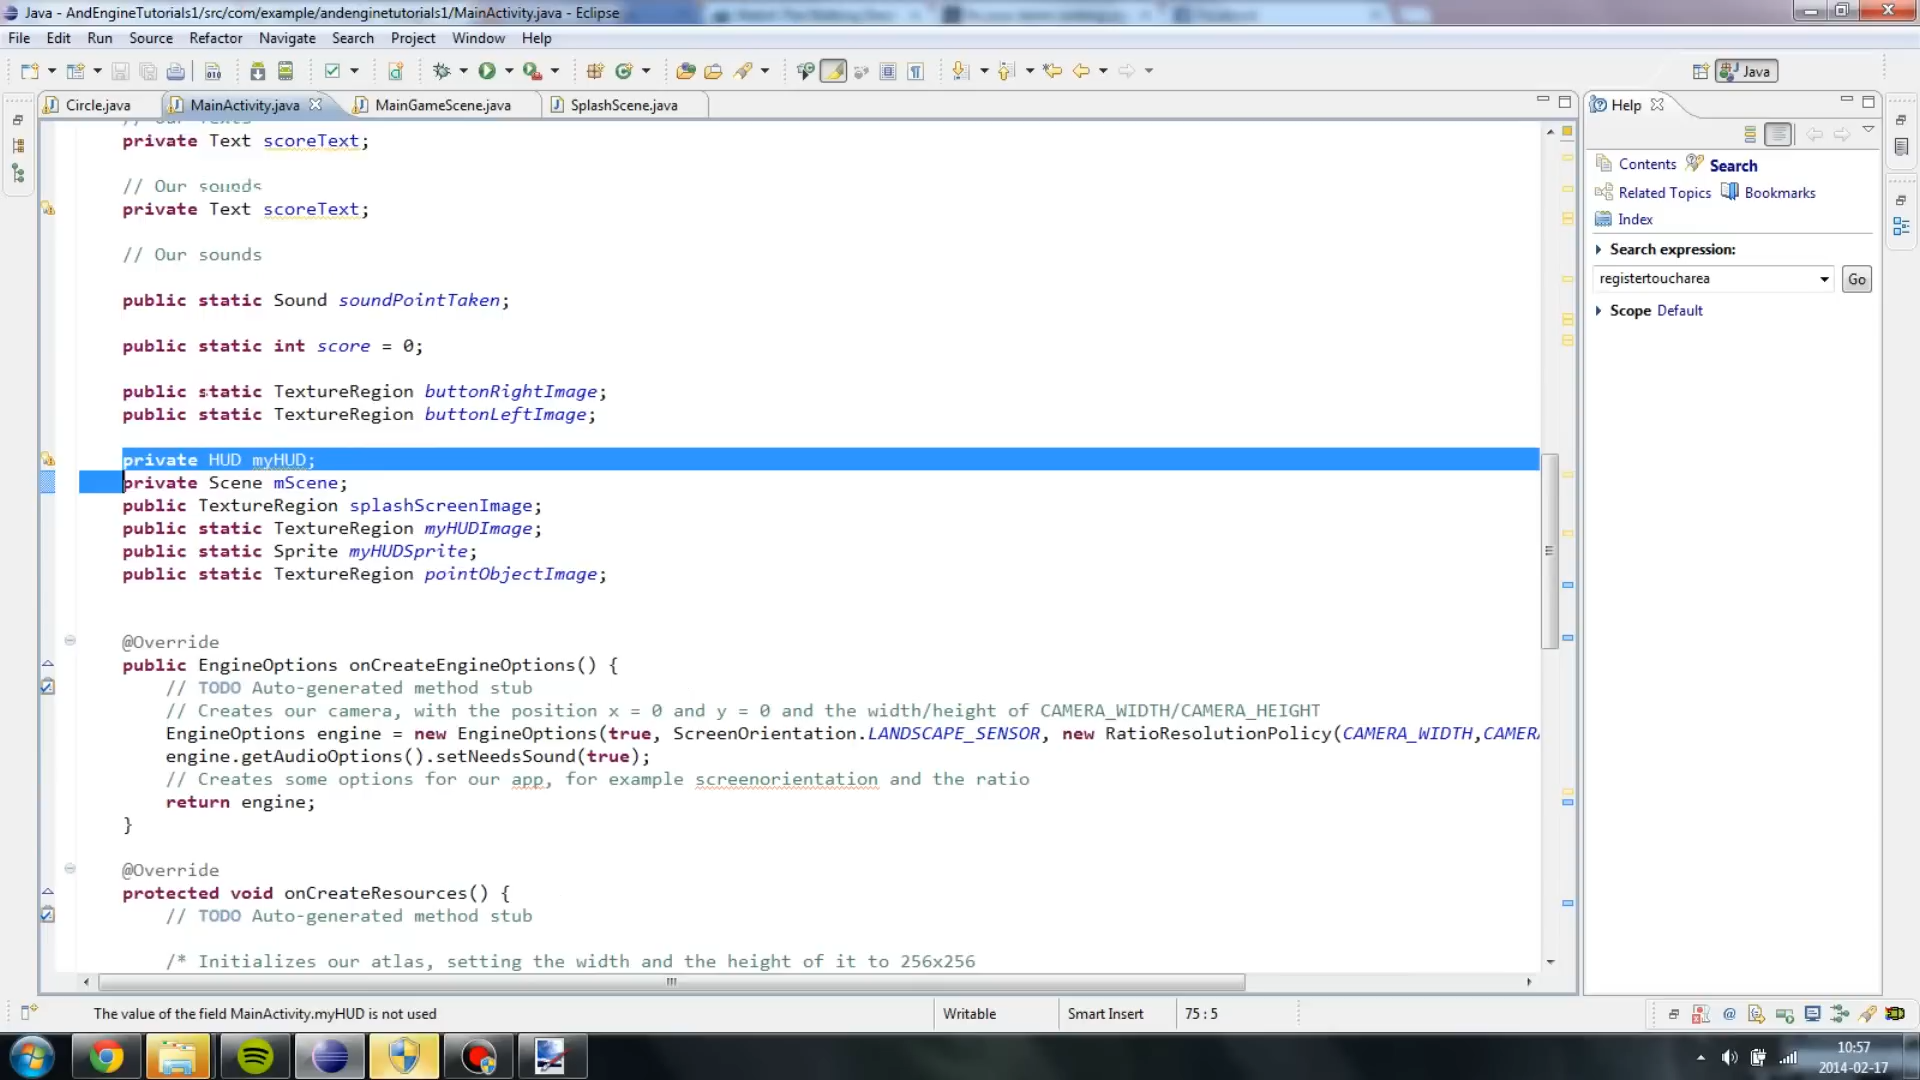 Java - AndEngineTutorials1/src/com/example/andenginetutorials1/MainActivity.java - Eclipse
File Edit Run Source Refactor Navigate Search Project Window Help
Java
Circle.java MainActivity.java MainGameScene.java SplashScene.java
Help
private Text scoreText;
// Our sounds
private Text scoreText;
// Our sounds
public static Sound soundPointTaken;
public static int score = 0;
public static TextureRegion buttonRightImage;
public static TextureRegion buttonLeftImage;
private HUD myHUD;
private Scene mScene;
public TextureRegion splashScreenImage;
public static TextureRegion myHUDImage;
public static Sprite myHUDSprite;
public static TextureRegion pointObjectImage;
@Override
public EngineOptions onCreateEngineOptions() {
// TODO Auto-generated method stub
// Creates our camera, with the position x = 0 and y = 0 and the width/height of CAMERA_WIDTH/CAMERA_HEIGHT
EngineOptions engine = new EngineOptions(true, ScreenOrientation.LANDSCAPE_SENSOR, new RatioResolutionPolicy(CAMERA_WIDTH,CAMER
engine.getAudioOptions().setNeedsSound(true);
// Creates some options for our app, for example screenorientation and the ratio
return engine;
}
@Override
protected void onCreateResources() {
// TODO Auto-generated method stub
/* Initializes our atlas, setting the width and the height of it to 256x256
Contents Search
Related Topics Bookmarks
Index
Search expression:
registertoucharea Go
Scope Default
The value of the field MainActivity.myHUD is not used Writable Smart Insert 75 : 5
10:57
2014-02-17